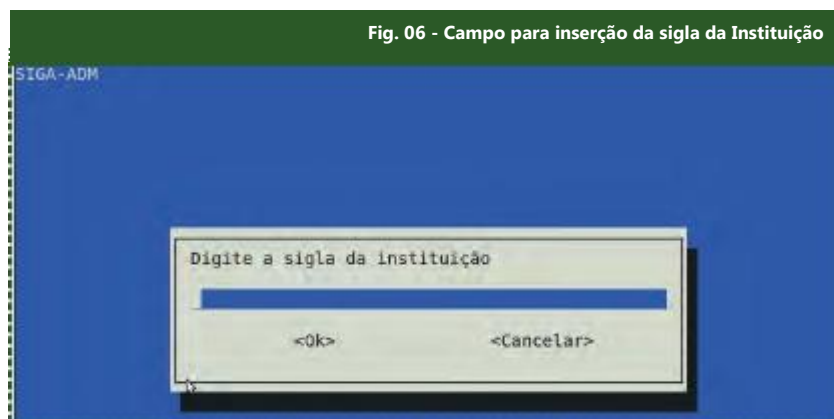 Fig. 06 - Campo para inserção da sigla da Instituição
SIGA-ADM
Digite a sigla da instituição
<Ok> <Cancelar>